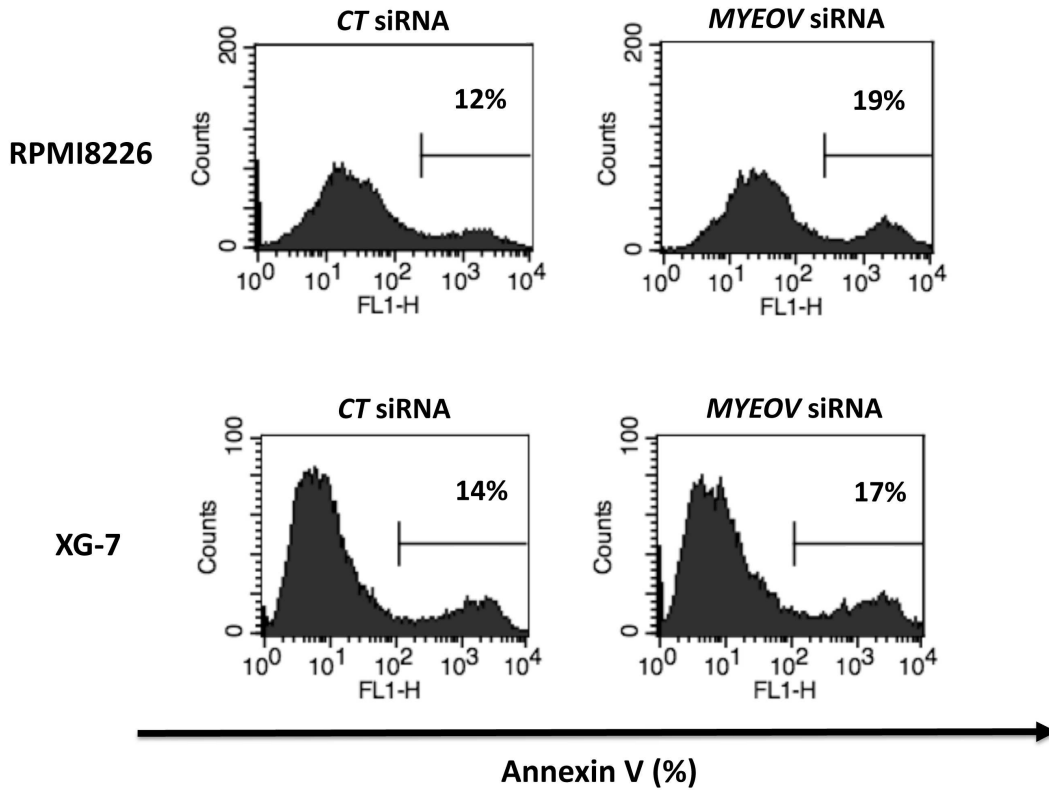 CT siRNA MYEOV siRNA
200 200
12% 19%
RPMI8226
Counts Counts
0 0
10^0 10^1 10^2 10^3 10^4 10^0 10^1 10^2 10^3 10^4
FL1-H FL1-H
CT siRNA MYEOV siRNA
100 100
14% 17%
XG-7
Counts Counts
0 0
10^0 10^1 10^2 10^3 10^4 10^0 10^1 10^2 10^3 10^4
FL1-H FL1-H
Annexin V (%)